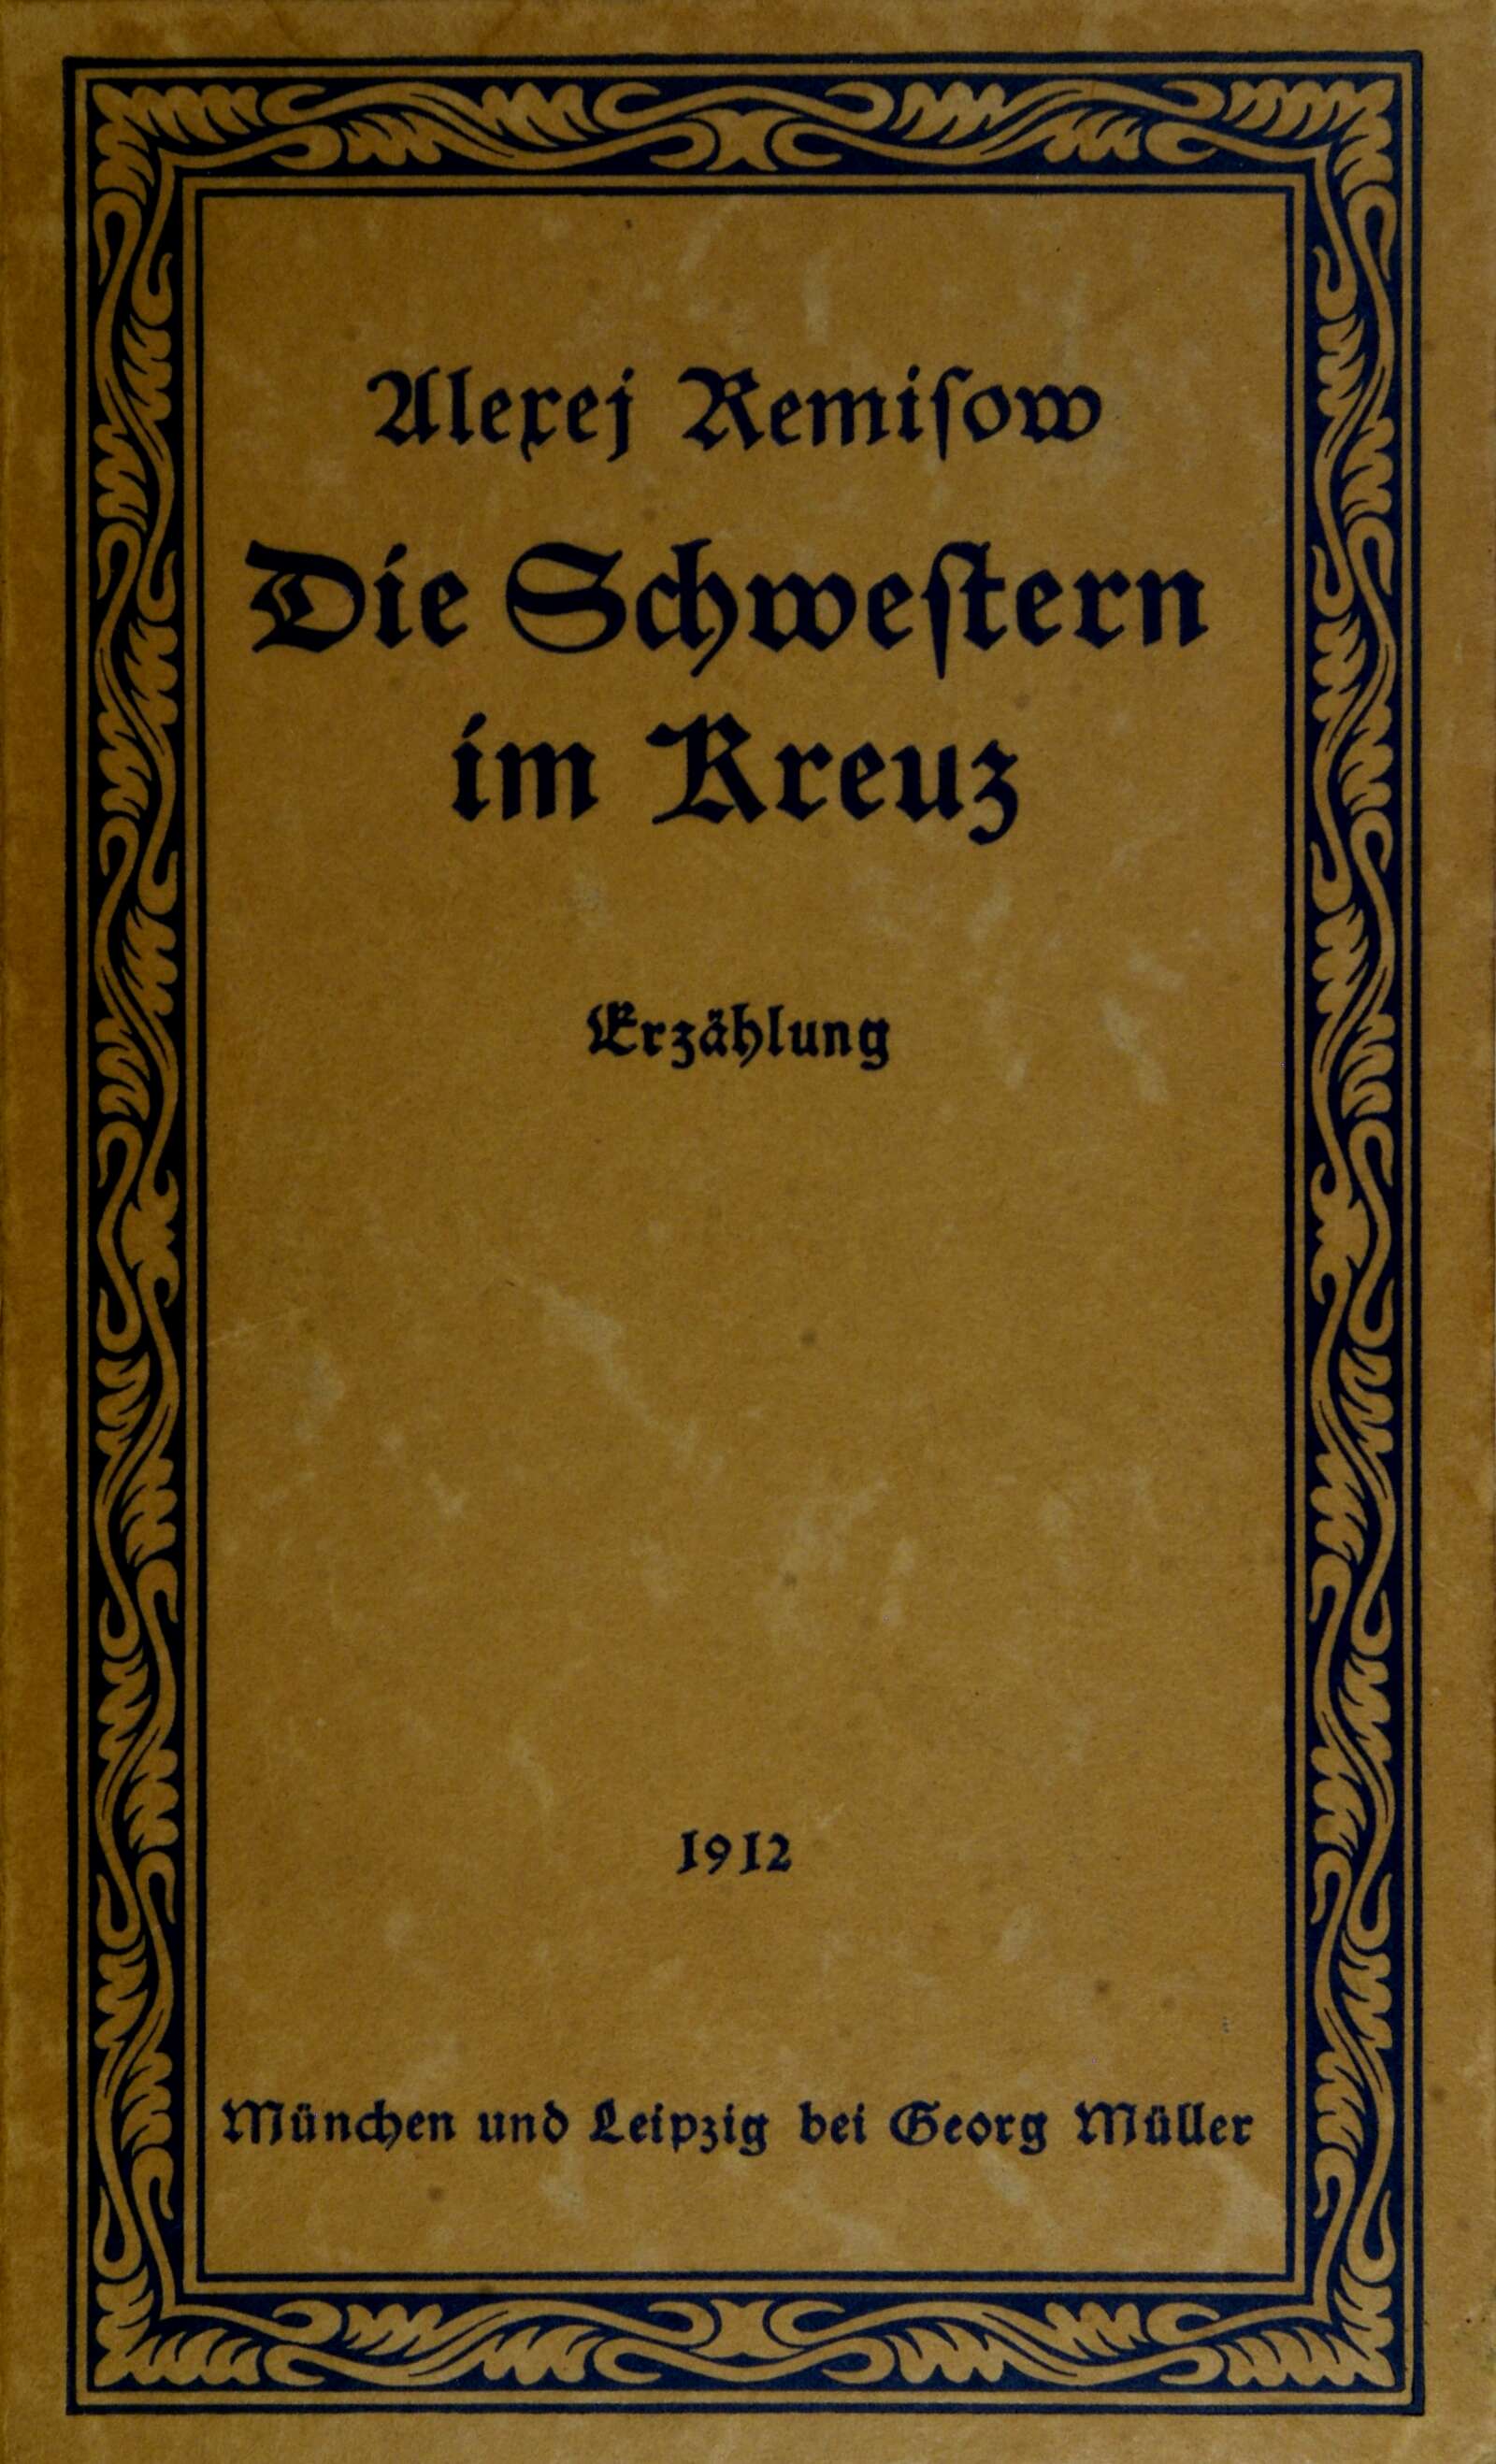 Alexej Remiſow
Die Schweſtern
im Kreuz
Erzählung
1912
München und Leipzig bei Georg Müller